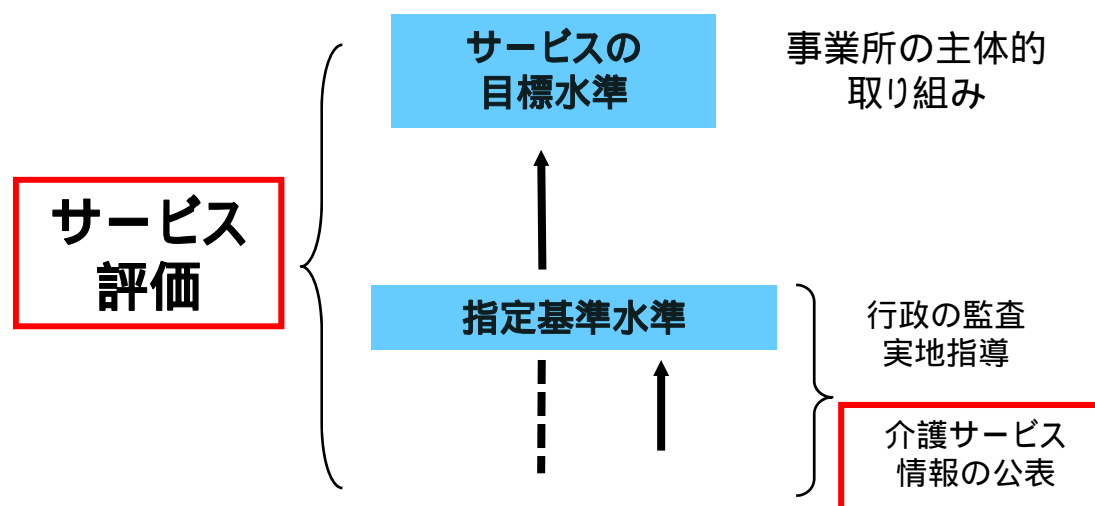 サービスの
目標水準
事業所の主体的
取り組み
サービス
評価
指定基準水準
行政の監査
実地指導
介護サービス
情報の公表